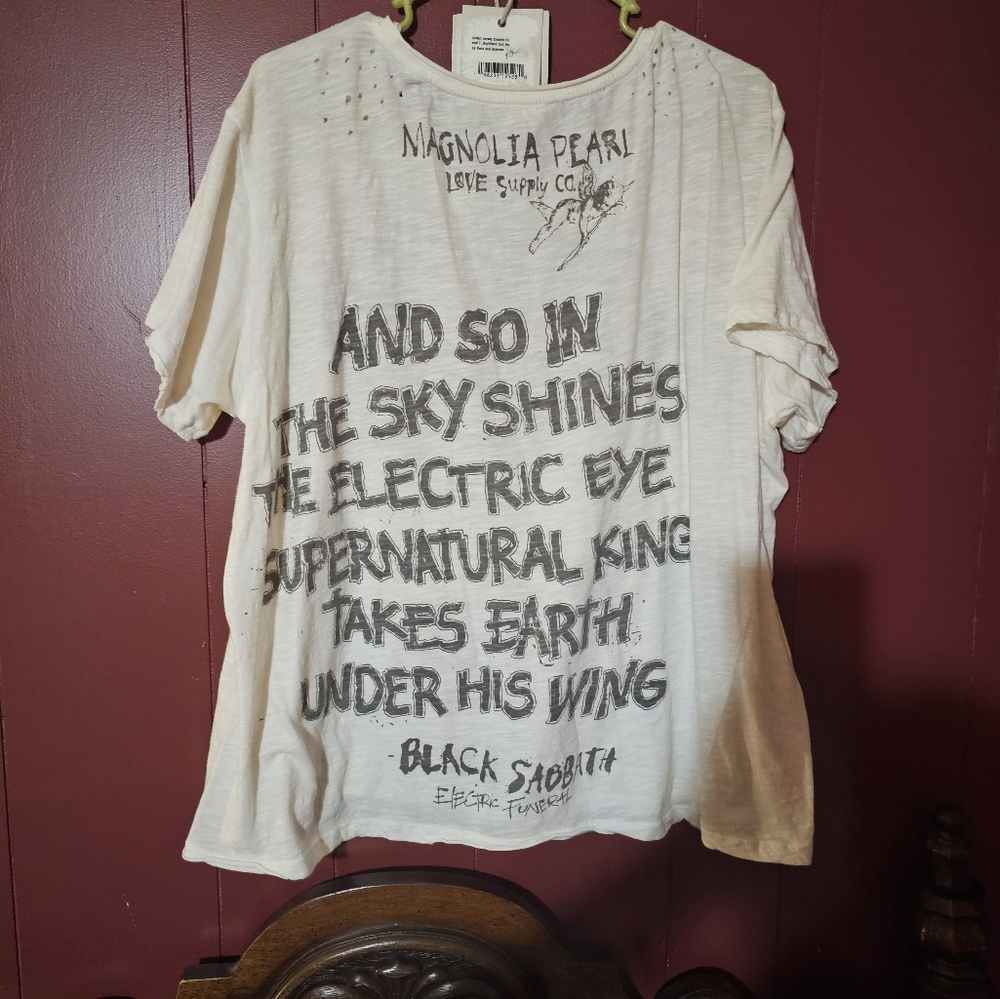 MAGNOLIA PEARL
LOVE Supply CO.
AND SO IN
THE SKY SHINES
THE ELECTRIC EYE
SUPERNATURAL KING
TAKES EARTH
UNDER HIS WING
-BLACK SABBATH
ELECTRIC FUNERAL